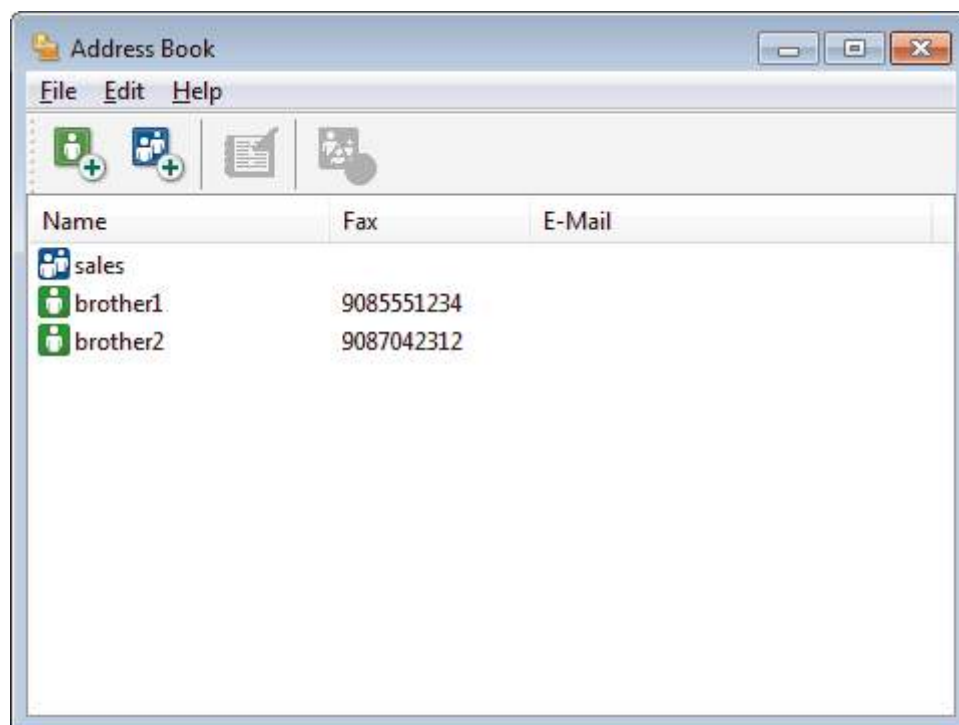 Address Book
File Edit Help
Name Fax E-Mail
sales
brother1 9085551234
brother2 9087042312